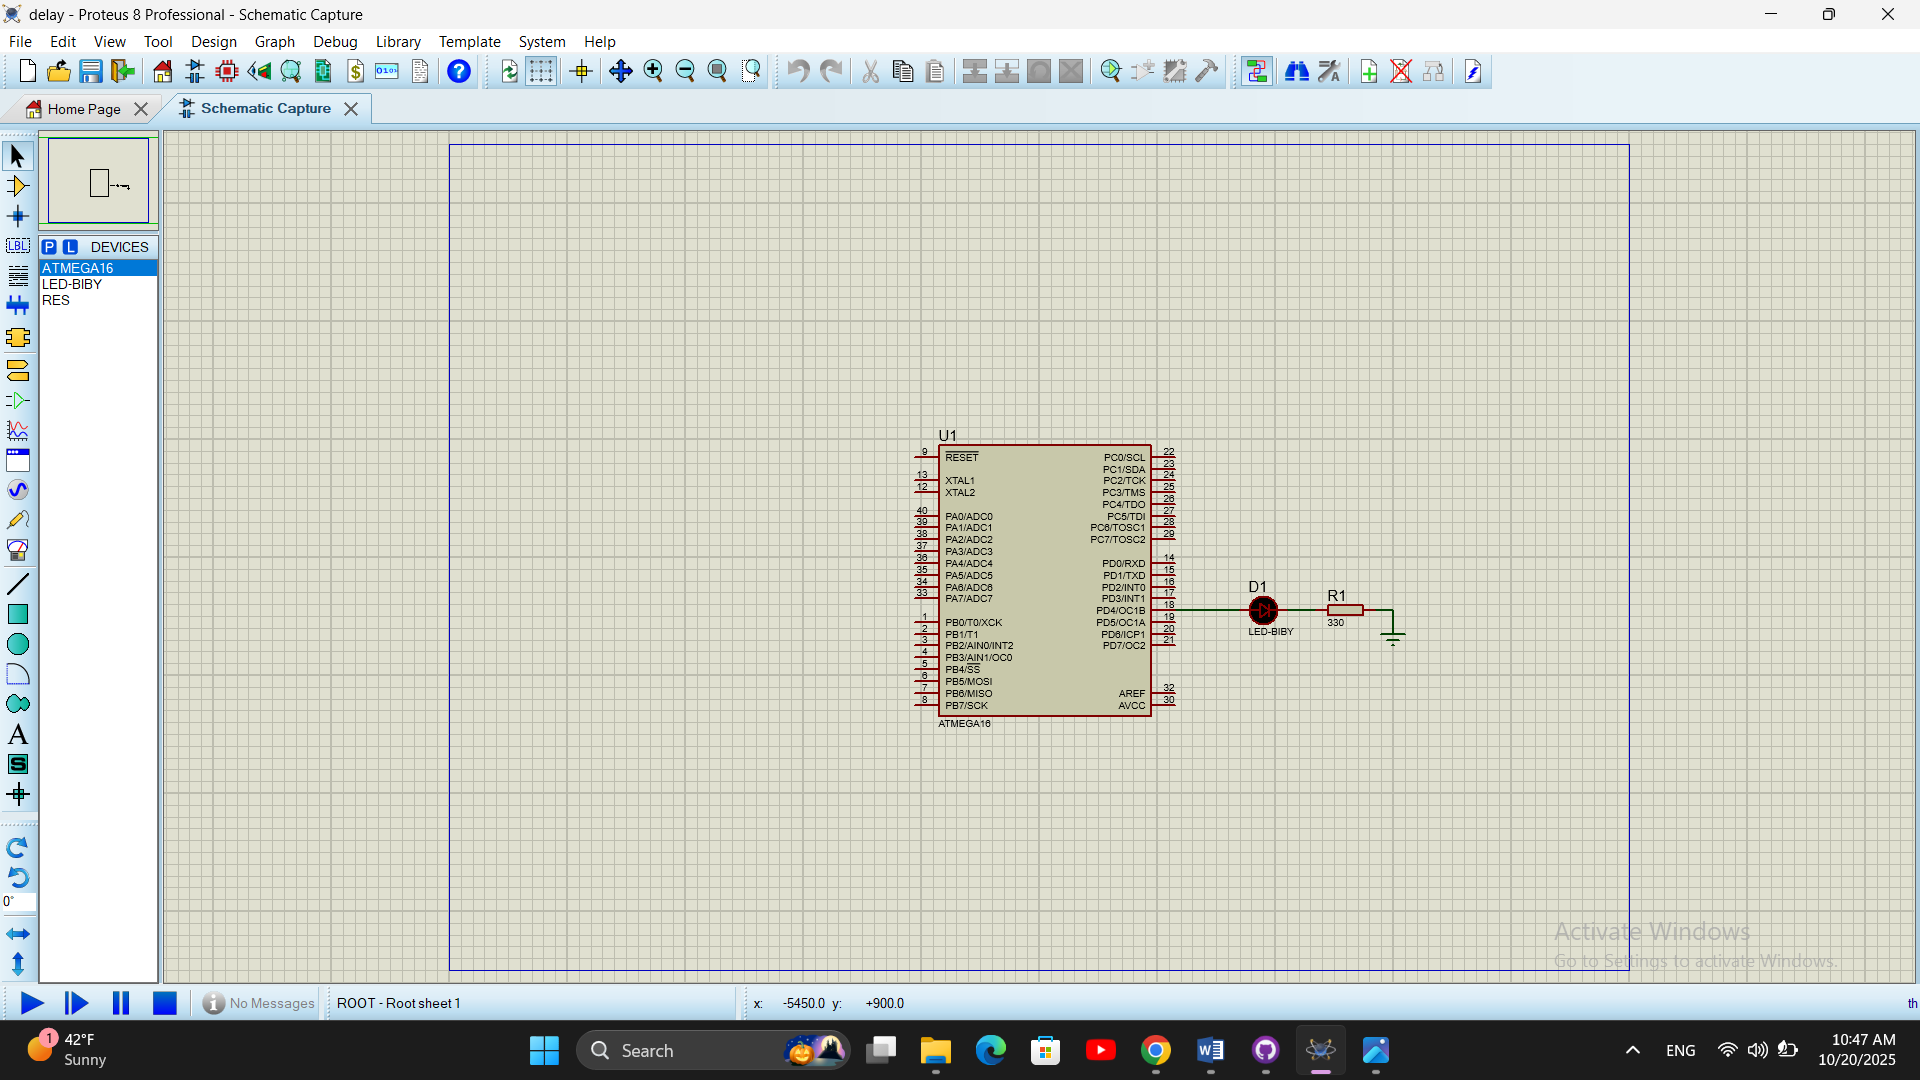 delay - Proteus 8 Professional - Schematic Capture
File Edit View Tool Design Graph Debug Library Template System Help
Home Page
Schematic Capture
P L DEVICES
ATMEGA16
LED-BIBY
RES
LBL
A
S
0°
U1
9 RESET
13 XTAL1
12 XTAL2
40 PA0/ADC0
39 PA1/ADC1
38 PA2/ADC2
37 PA3/ADC3
36 PA4/ADC4
35 PA5/ADC5
34 PA6/ADC6
33 PA7/ADC7
1 PB0/T0/XCK
2 PB1/T1
3 PB2/AIN0/INT2
4 PB3/AIN1/OC0
5 PB4/SS
6 PB5/MOSI
7 PB6/MISO
8 PB7/SCK
PC0/SCL 22
PC1/SDA 23
PC2/TCK 24
PC3/TMS 25
PC4/TDO 26
PC5/TDI 27
PC6/TOSC1 28
PC7/TOSC2 29
PD0/RXD 14
PD1/TXD 15
PD2/INT0 16
PD3/INT1 17
PD4/OC1B 18
PD5/OC1A 19
PD6/ICP1 20
PD7/OC2 21
AREF 32
AVCC 30
ATMEGA16
D1
LED-BIBY
R1
330
Activate Windows
Go to Settings to activate Windows.
No Messages
ROOT - Root sheet 1
x: -5450.0 y: +900.0
th
1
42°F
Sunny
Search
ENG
10:47 AM
10/20/2025